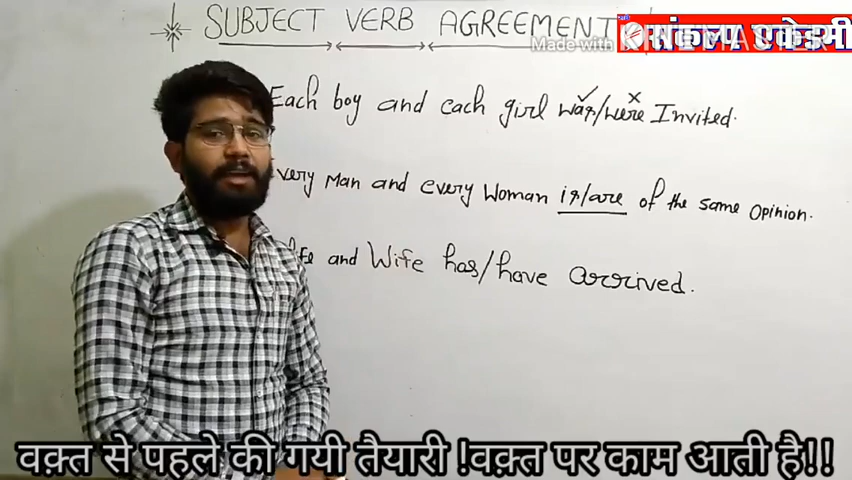 SUBJECT VERB AGREEMENT
Made with KINEMASTER
संकल्प एकेडमी
Each boy and each girl was/were Invited.
very Man and every Woman is/are of the same Opinion.
ife and Wife has/have arrived.
वक़्त से पहले की गयी तैयारी !वक़्त पर काम आती है!!